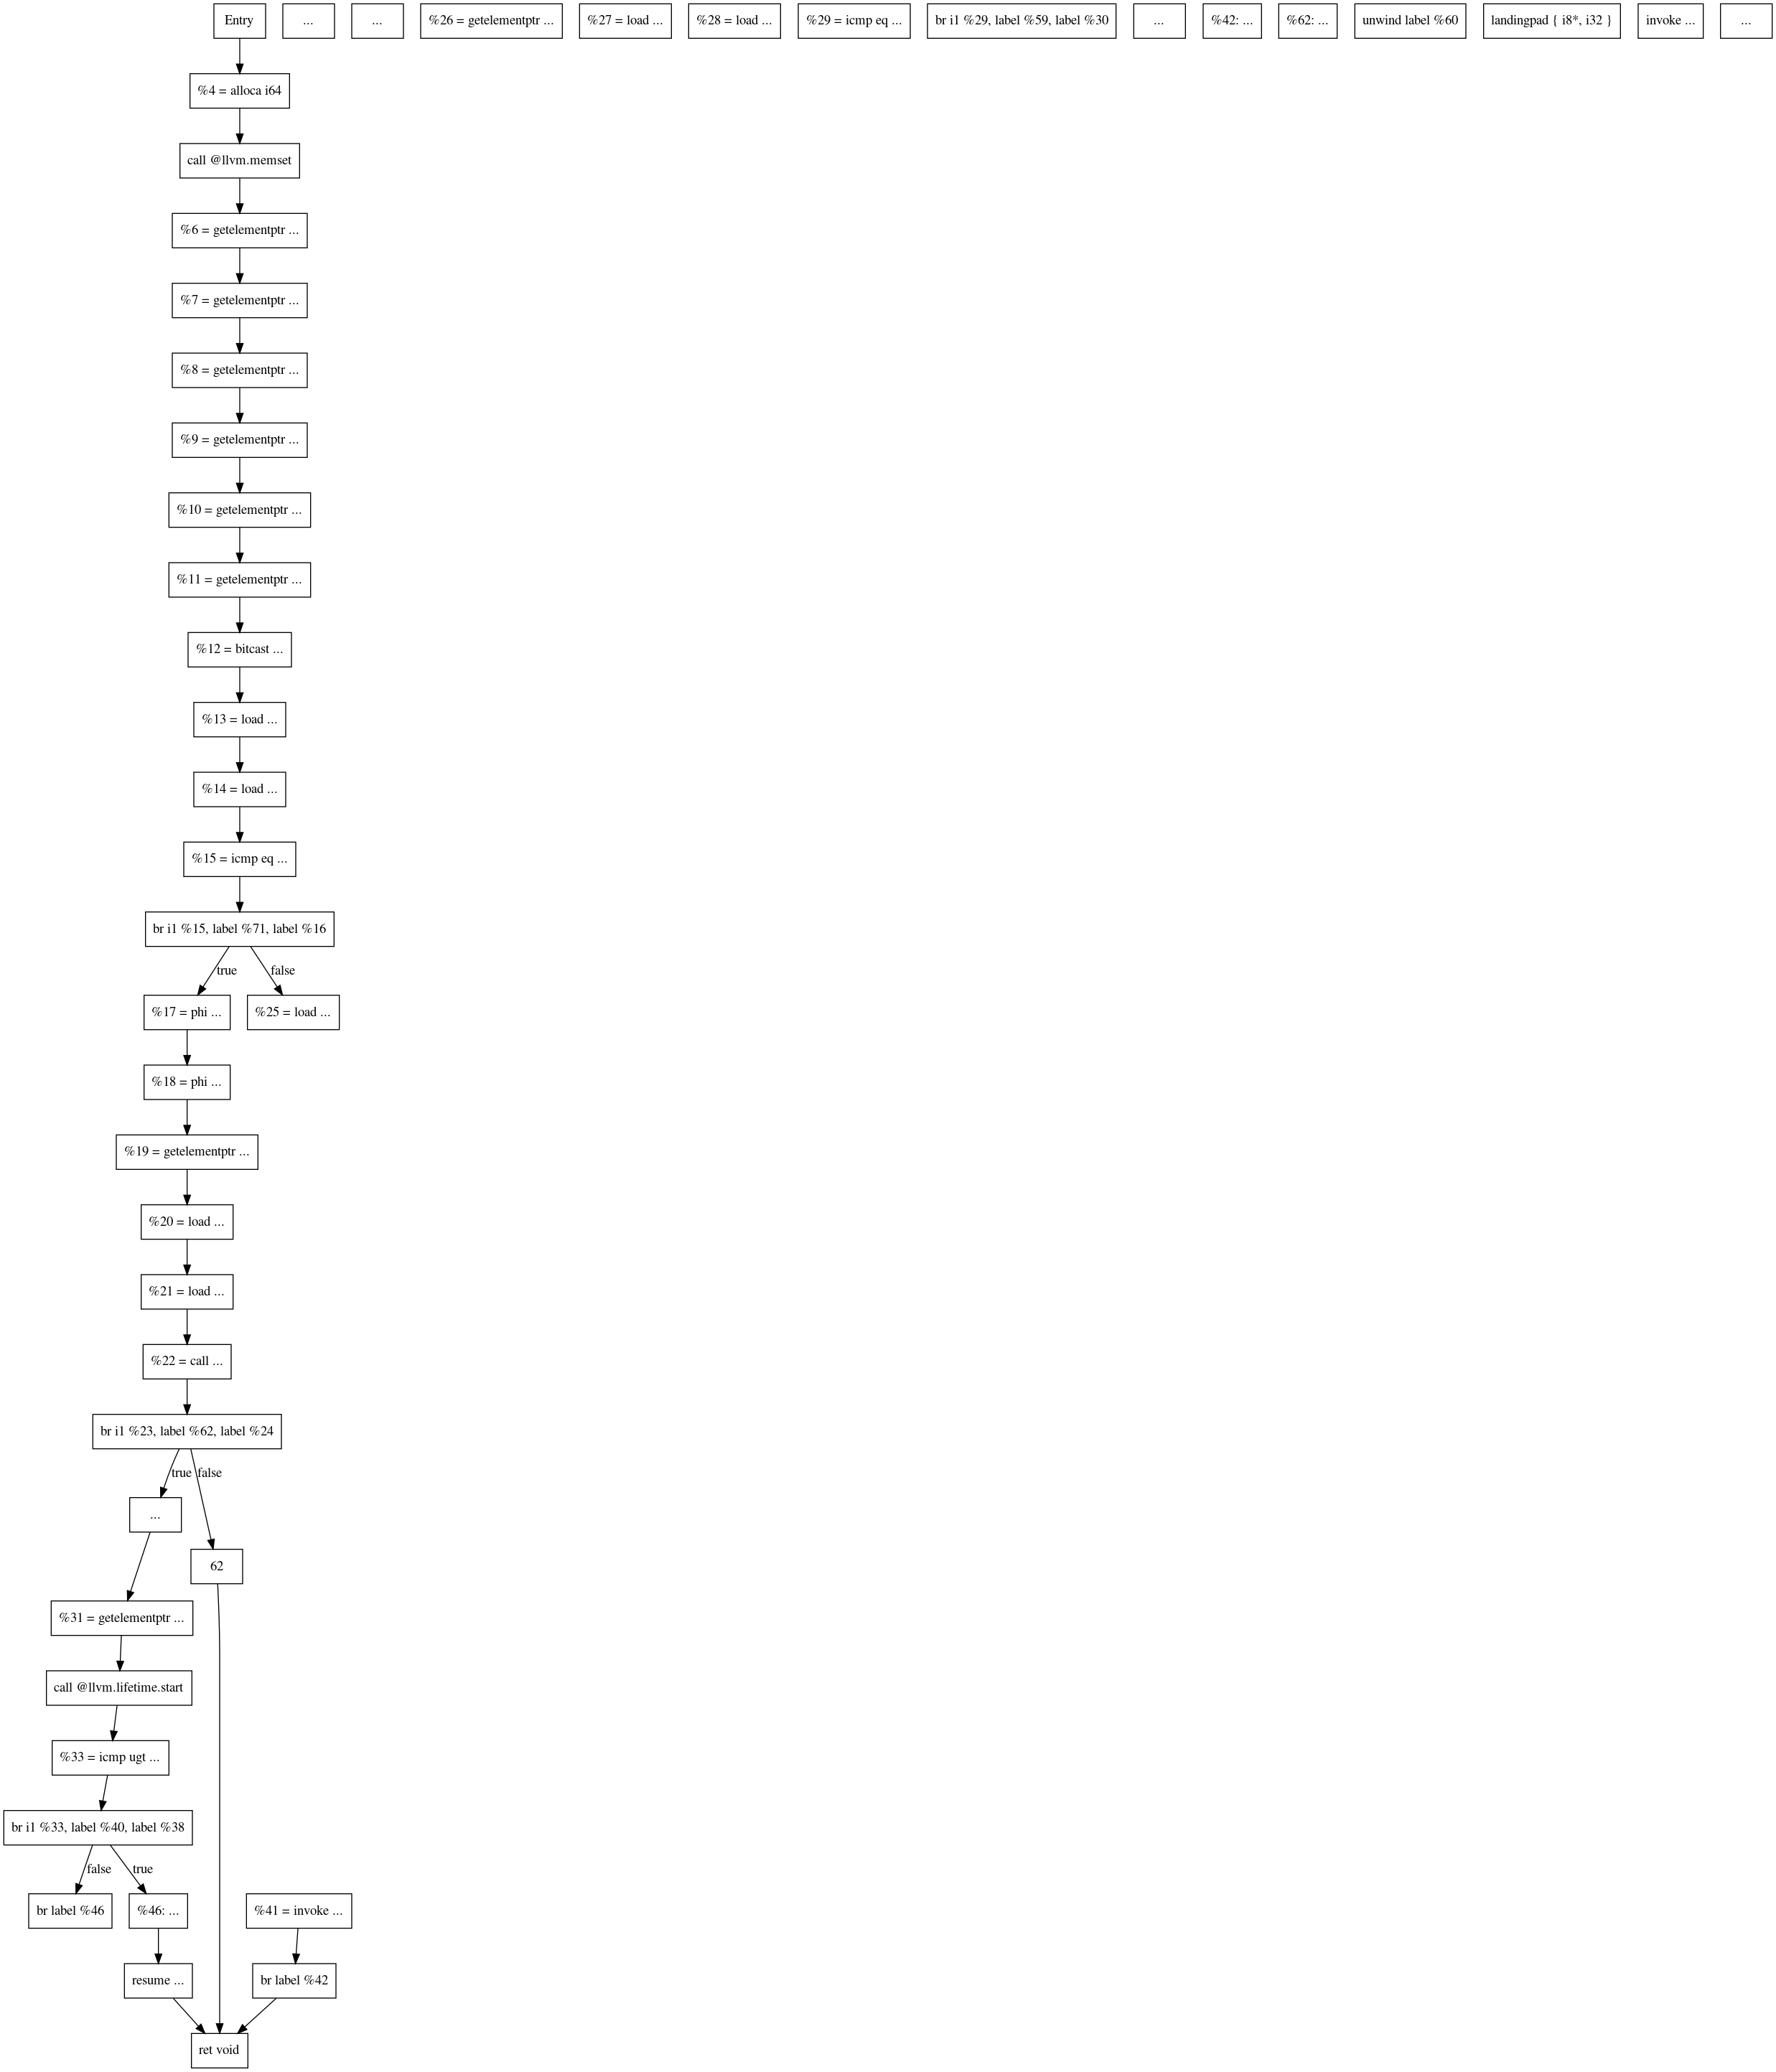 Entry
...
...
%26 = getelementptr ...
%27 = load ...
%28 = load ...
%29 = icmp eq ...
br i1 %29, label %59, label %30
...
%42: ...
%62: ...
unwind label %60
landingpad { i8*, i32 }
invoke ...
...
%4 = alloca i64
call @llvm.memset
%6 = getelementptr ...
%7 = getelementptr ...
%8 = getelementptr ...
%9 = getelementptr ...
%10 = getelementptr ...
%11 = getelementptr ...
%12 = bitcast ...
%13 = load ...
%14 = load ...
%15 = icmp eq ...
br i1 %15, label %71, label %16
true
false
%17 = phi ...
%25 = load ...
%18 = phi ...
%19 = getelementptr ...
%20 = load ...
%21 = load ...
%22 = call ...
br i1 %23, label %62, label %24
true
false
...
62
%31 = getelementptr ...
call @llvm.lifetime.start
%33 = icmp ugt ...
br i1 %33, label %40, label %38
false
true
br label %46
%46: ...
%41 = invoke ...
resume ...
br label %42
ret void